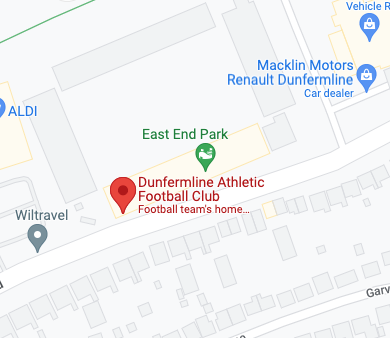 Vehicle R
Macklin Motors
Renault Dunfermline
Car dealer
ALDI
East End Park
Dunfermline Athletic
Football Club
Football team's home...
Wiltravel
Garv